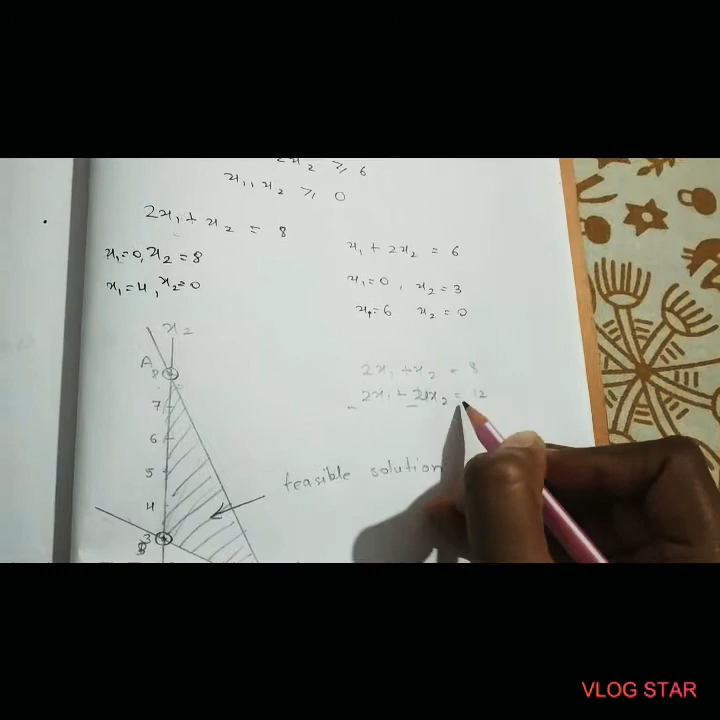 2x₂ ⩾ 6
x₁, x₂ ⩾ 0
2x₁ + x₂ = 8
x₁=0, x₂ = 8
x₁ = 4, x₂=0
x₁ + 2x₂ = 6
x₁=0, x₂ = 3
x₁=6 x₂ = 0
x₂
A
8
7
6
5
4
3
2x₁ + x₂ = 8
2x₁ + 4x₂ = 12
feasible solution
VLOG STAR